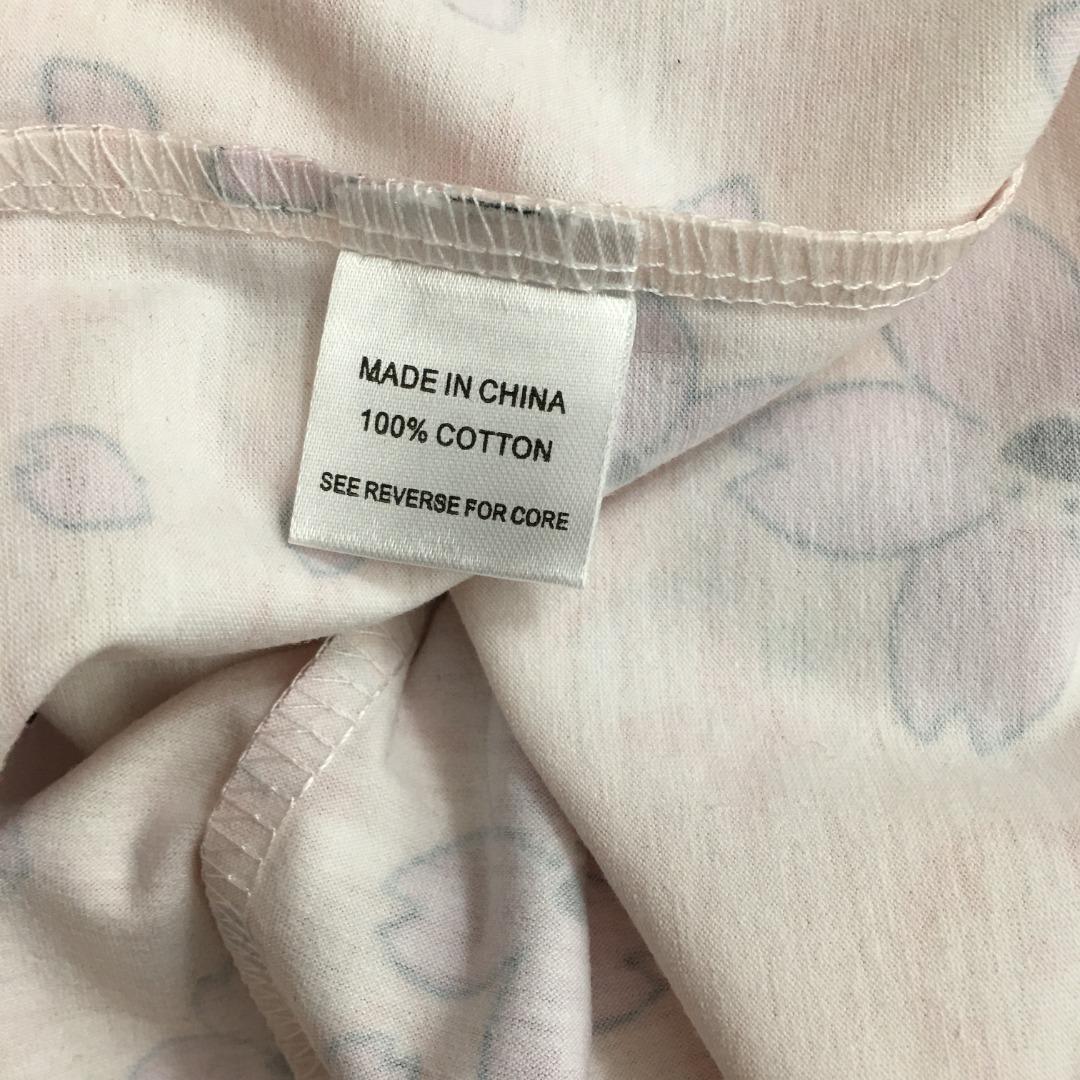 MADE IN CHINA
100% COTTON
SEE REVERSE FOR CORE